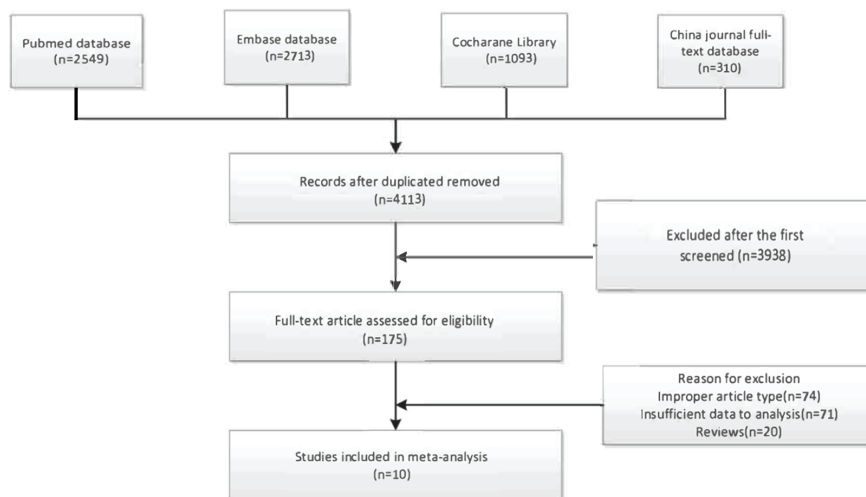 Pubmed database
(n=2549)
Embase database
(n=2713)
Cocharane Library
(n=1093)
China journal full-
text database
(n=310)
Records after duplicated removed
(n=4113)
Excluded after the first
screened (n=3938)
Full-text article assessed for eligibility
(n=175)
Reason for exclusion
Improper article type(n=74)
Insufficient data to analysis(n=71)
Reviews(n=20)
Studies included in meta-analysis
(n=10)